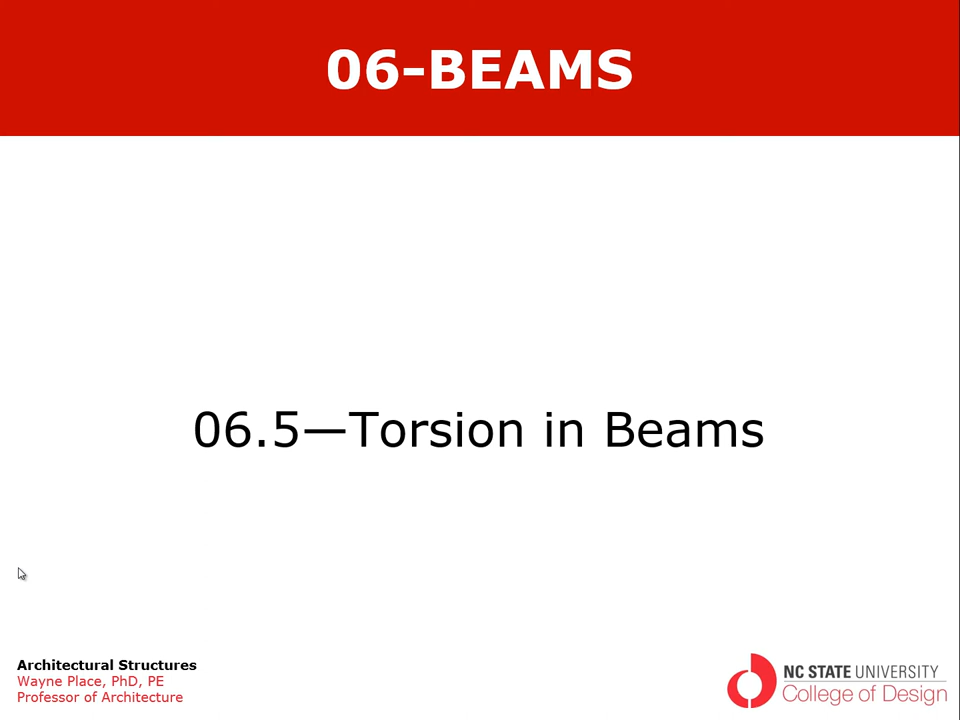 06-BEAMS
06.5—Torsion in Beams
Architectural Structures
Wayne Place, PhD, PE
Professor of Architecture
NC STATE UNIVERSITY
College of Design